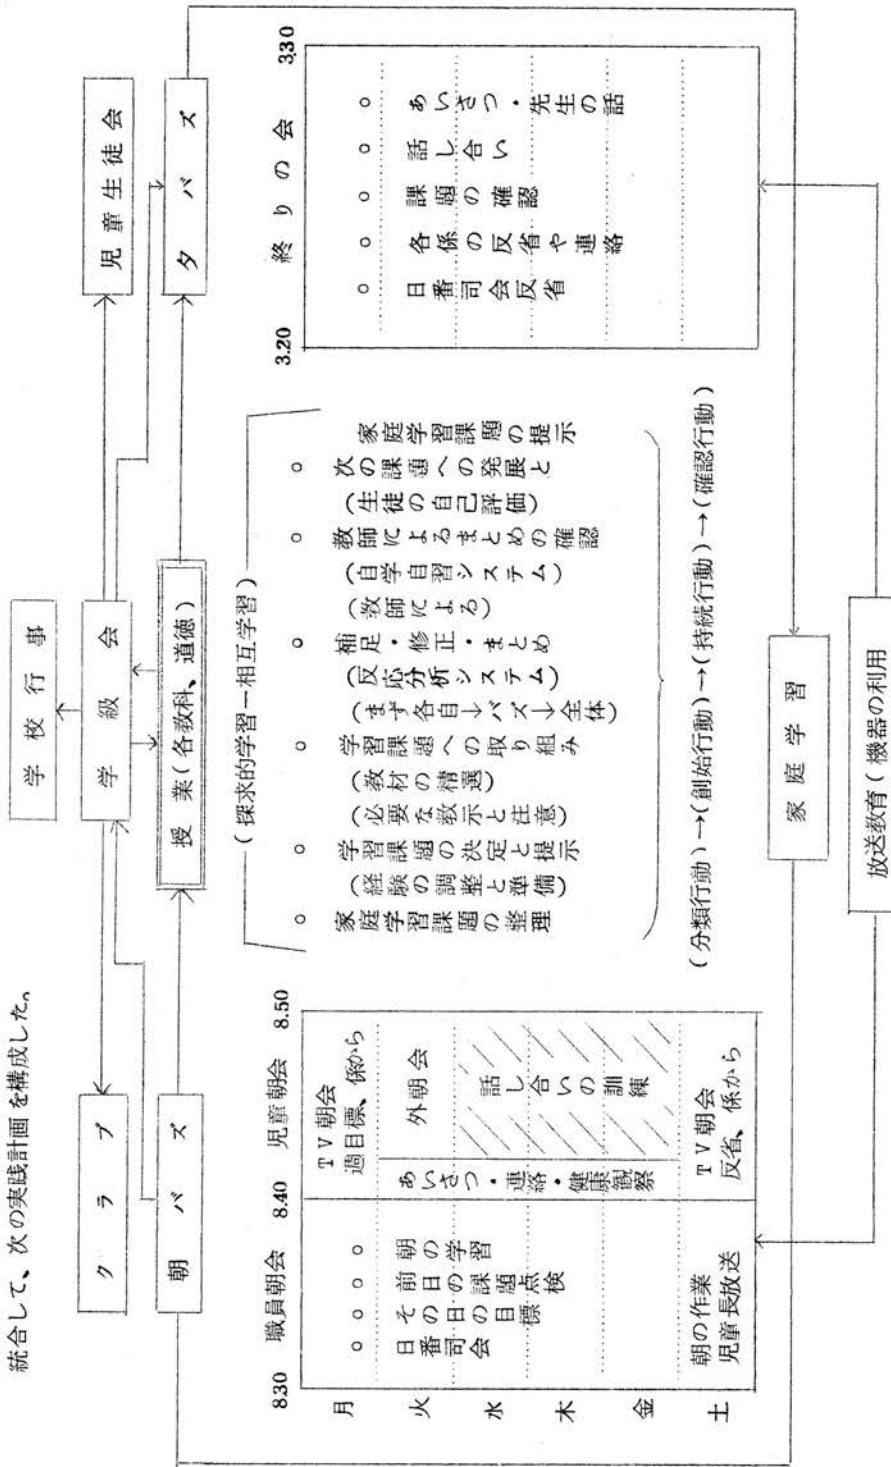 統合して、次の実践計画を構成した。
学校行事
クラブ
学級会
児童生徒会
朝バズ
授業(各教科、道徳)
夕バズ
職員朝会
児童朝会
8.30
8.40
8.50
月
火
水
木
金
土
○日番司会
○その日の目標
○前日の課題点検
○朝の学習
朝の作業
児童長放送
TV朝会
週目標、係から
あいさつ・連絡・健康観察
外朝会
話し合いの訓練
TV朝会
反省、係から
(探求的学習ー相互学習)
○家庭学習課題の整理
(経験の調整と準備)
○学習課題の決定と提示
(必要な教示と注意)
(教材の精選)
○学習課題への取り組み
(まず各自→バズ→全体)
(反応分析システム)
○補足・修正・まとめ
(教師による)
(自学自習システム)
○教師によるまとめの確認
(生徒の自己評価)
○次の課題への発展と
家庭学習課題の提示
(分類行動)→(創始行動)→(持続行動)→(確認行動)
終りの会
3.20
3.30
○日番司会反省
○各係の反省や連絡
○課題の確認
○話し合い
○あいさつ・先生の話
家庭学習
放送教育(機器の利用)